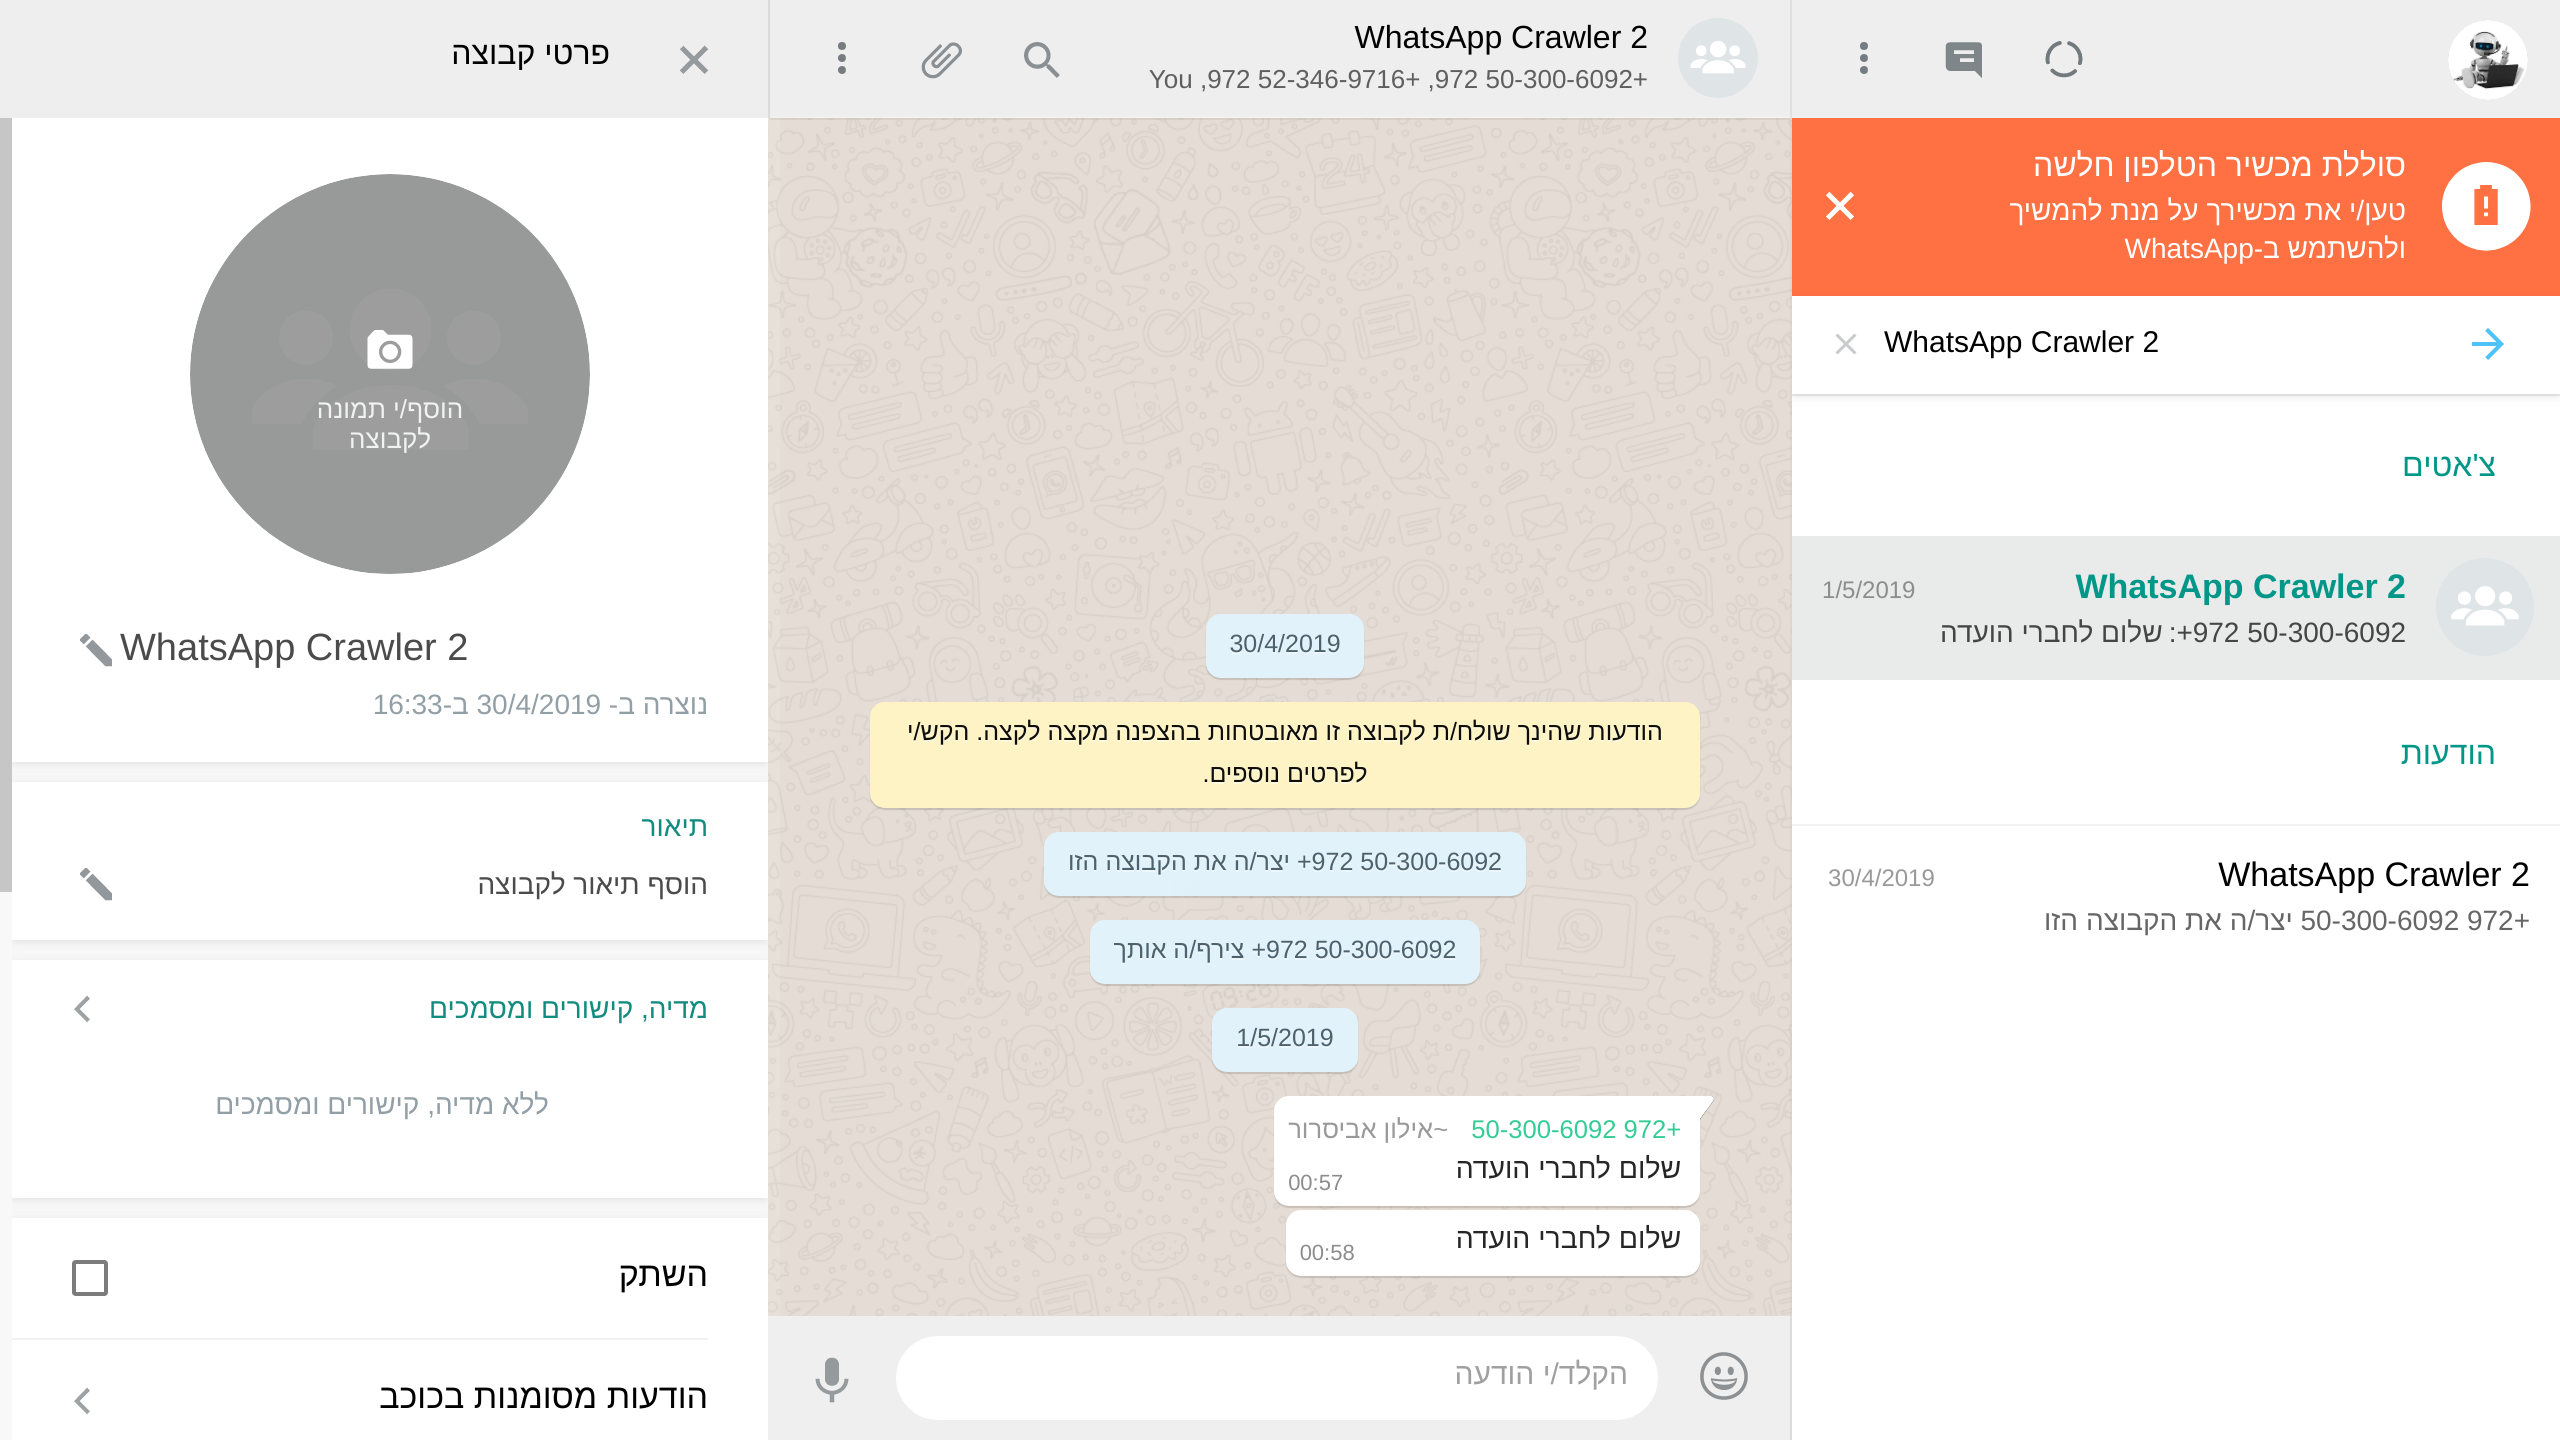 WhatsApp Crawler 2
+972 50-300-6092, +972 52-346-9716, You
פרטי קבוצה
סוללת מכשיר הטלפון חלשה
טען/י את מכשירך על מנת להמשיך
ולהשתמש ב-WhatsApp
WhatsApp Crawler 2
צ'אטים
WhatsApp Crawler 2
1/5/2019
+972 50-300-6092: שלום לחברי הועדה
הודעות
WhatsApp Crawler 2
30/4/2019
+972 50-300-6092 יצר/ה את הקבוצה הזו
30/4/2019
הודעות שהינך שולח/ת לקבוצה זו מאובטחות בהצפנה מקצה לקצה. הקש/י
לפרטים נוספים.
+972 50-300-6092 יצר/ה את הקבוצה הזו
+972 50-300-6092 צירף/ה אותך
1/5/2019
+972 50-300-6092 ~אילון אביסרור
שלום לחברי הועדה
00:57
שלום לחברי הועדה
00:58
הקלד/י הודעה
הוסף/י תמונה
לקבוצה
WhatsApp Crawler 2
נוצרה ב- 30/4/2019 ב-16:33
תיאור
הוסף תיאור לקבוצה
מדיה, קישורים ומסמכים
ללא מדיה, קישורים ומסמכים
השתק
הודעות מסומנות בכוכב